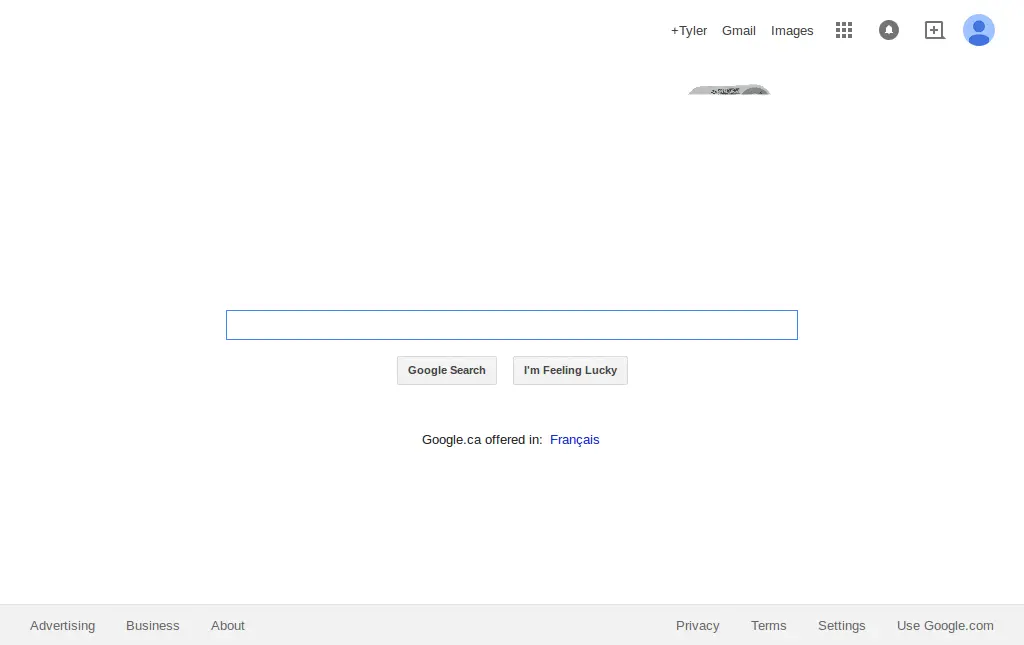 +Tyler Gmail Images
Google Search I'm Feeling Lucky
Google.ca offered in: Français
Advertising Business About Privacy Terms Settings Use Google.com